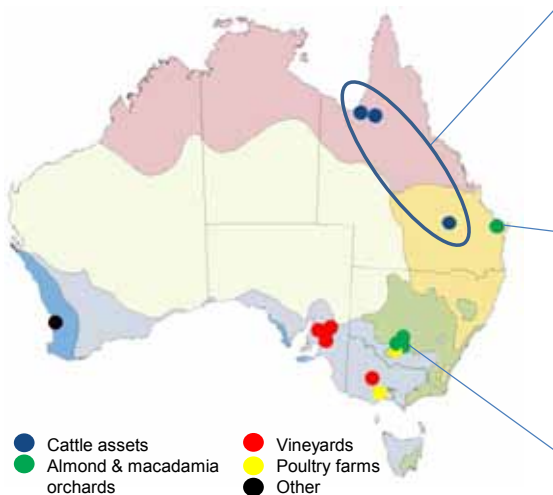 Cattle assets
Almond & macadamia
orchards
Vineyards
Poultry farms
Other